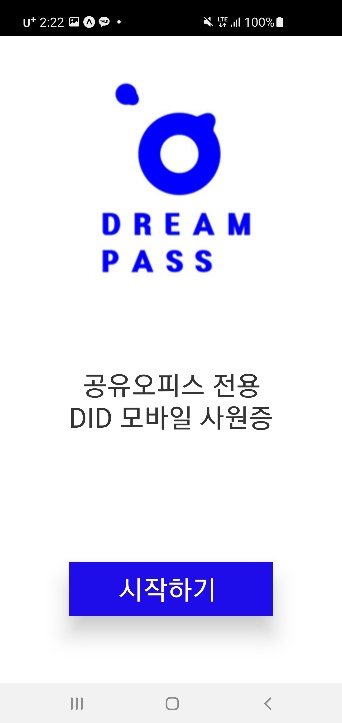 U+ 2:22 LTE 100%
DREAM
PASS
공유오피스 전용
DID 모바일 사원증
시작하기